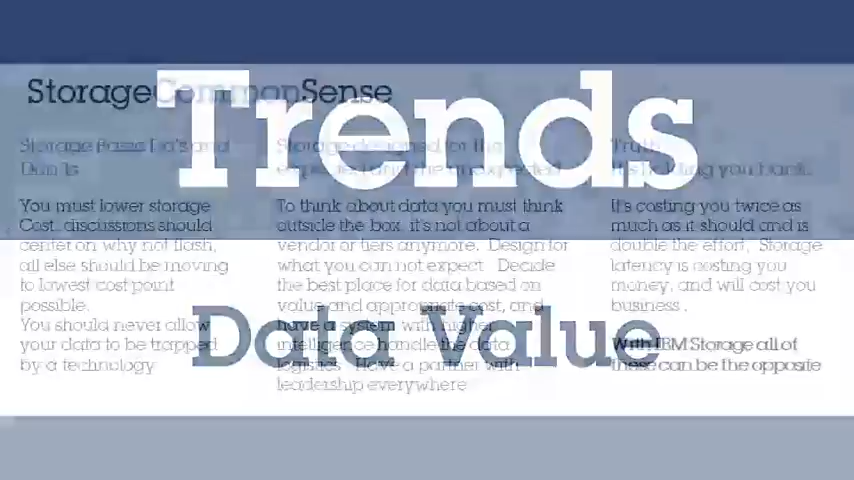 Trends
Data Value
StorageCommonSense
Storage Basic Do's and
Don'ts
You must lower storage
Cost, discussions should
center on why not flash,
all else should be moving
to lowest cost point
possible.
You should never allow
your data to be trapped
by a technology
Storage designed for the
expected and the unexpected
To think about data you must think
outside the box, it's not about a
vendor or tiers anymore. Design for
what you can not expect. Decide
the best place for data based on
value and appropriate cost, and
have a system with higher
intelligence handle the data
logistics. Have a partner with
leadership everywhere
Truth
It's holding you back.
It's costing you twice as
much as it should and is
double the effort. Storage
latency is costing you
money, and will cost you
business.
With IBM Storage all of
these can be the opposite